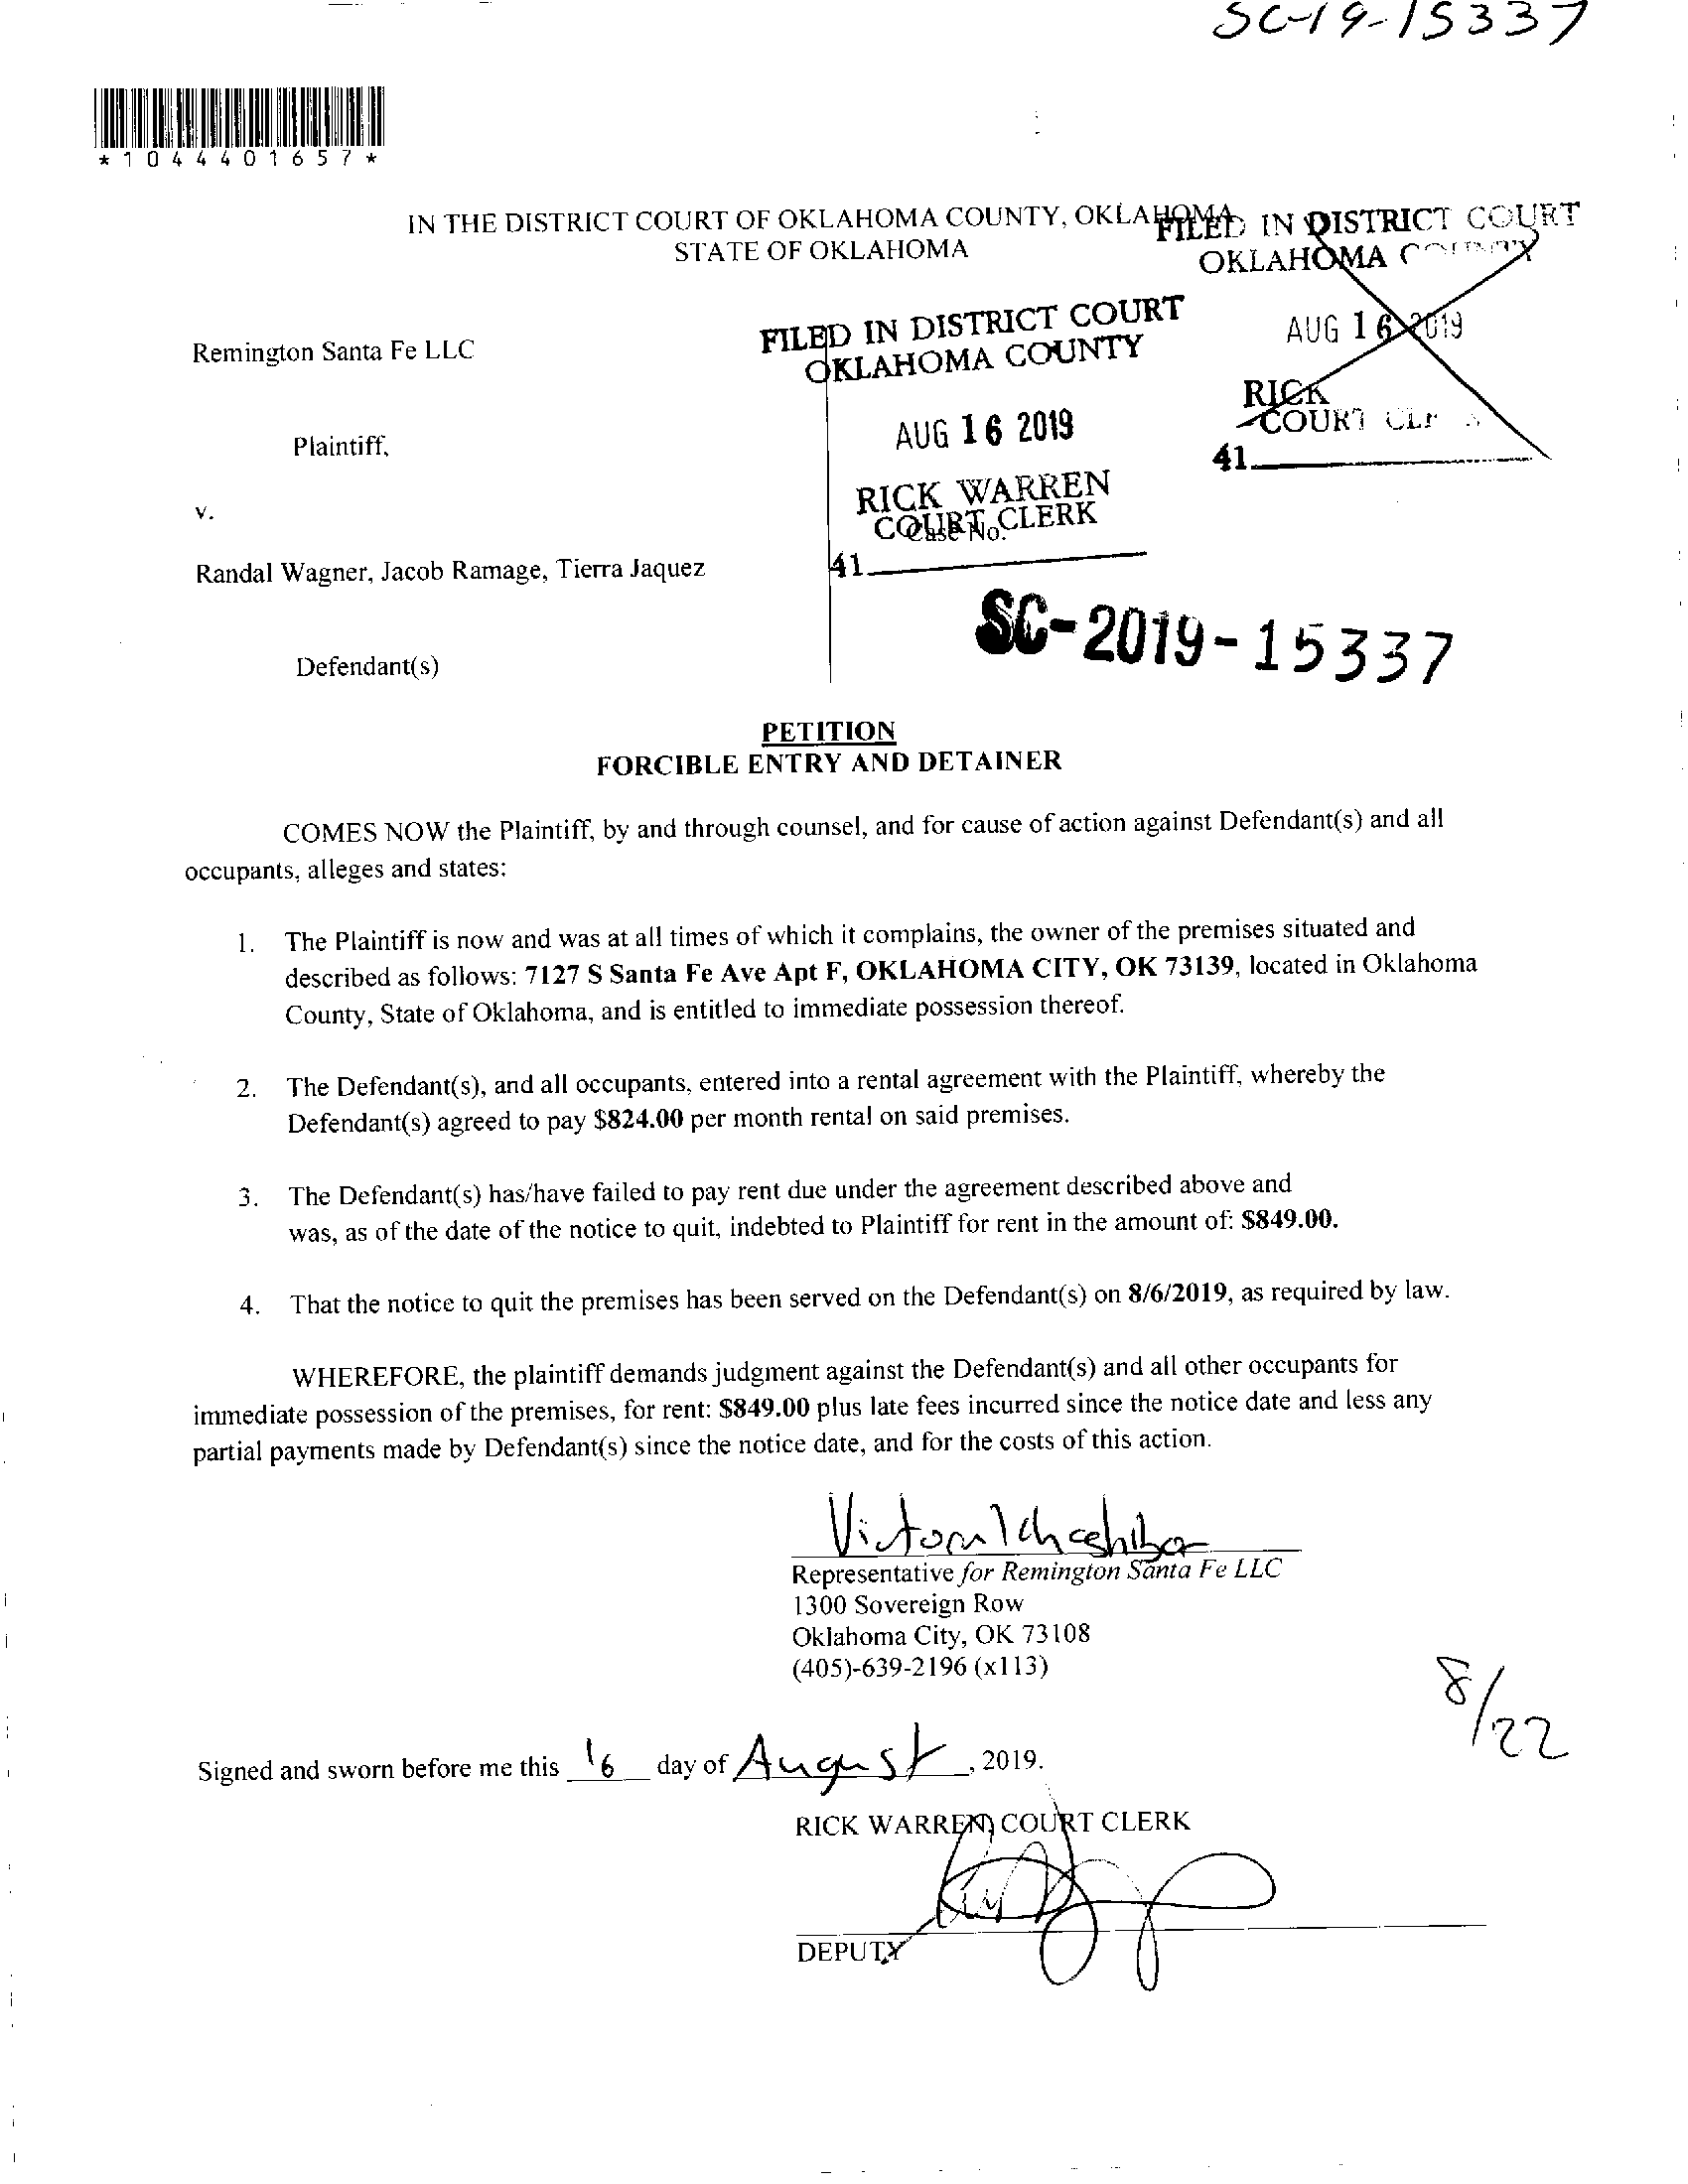 SC-19-15337
*1044401657*
IN THE DISTRICT COURT OF OKLAHOMA COUNTY, OKLAHOMA
STATE OF OKLAHOMA
FILED IN DISTRICT COURT
OKLAHOMA COUNTY
AUG 16 2019
RICK
COURT CLE
41
FILED IN DISTRICT COURT
OKLAHOMA COUNTY
AUG 16 2019
RICK WARREN
COURT CLERK
41
Remington Santa Fe LLC
Plaintiff,
v.
Case No.
Randal Wagner, Jacob Ramage, Tierra Jaquez
SC-2019-15337
Defendant(s)
PETITION
FORCIBLE ENTRY AND DETAINER
COMES NOW the Plaintiff, by and through counsel, and for cause of action against Defendant(s) and all
occupants, alleges and states:
1. The Plaintiff is now and was at all times of which it complains, the owner of the premises situated and
described as follows: 7127 S Santa Fe Ave Apt F, OKLAHOMA CITY, OK 73139, located in Oklahoma
County, State of Oklahoma, and is entitled to immediate possession thereof.
2. The Defendant(s), and all occupants, entered into a rental agreement with the Plaintiff, whereby the
Defendant(s) agreed to pay $824.00 per month rental on said premises.
3. The Defendant(s) has/have failed to pay rent due under the agreement described above and
was, as of the date of the notice to quit, indebted to Plaintiff for rent in the amount of: $849.00.
4. That the notice to quit the premises has been served on the Defendant(s) on 8/6/2019, as required by law.
WHEREFORE, the plaintiff demands judgment against the Defendant(s) and all other occupants for
immediate possession of the premises, for rent: $849.00 plus late fees incurred since the notice date and less any
partial payments made by Defendant(s) since the notice date, and for the costs of this action.
Representative for Remington Santa Fe LLC
1300 Sovereign Row
Oklahoma City, OK 73108
(405)-639-2196 (x113)
8/22
Signed and sworn before me this 16 day of August, 2019.
RICK WARREN, COURT CLERK
DEPUTY